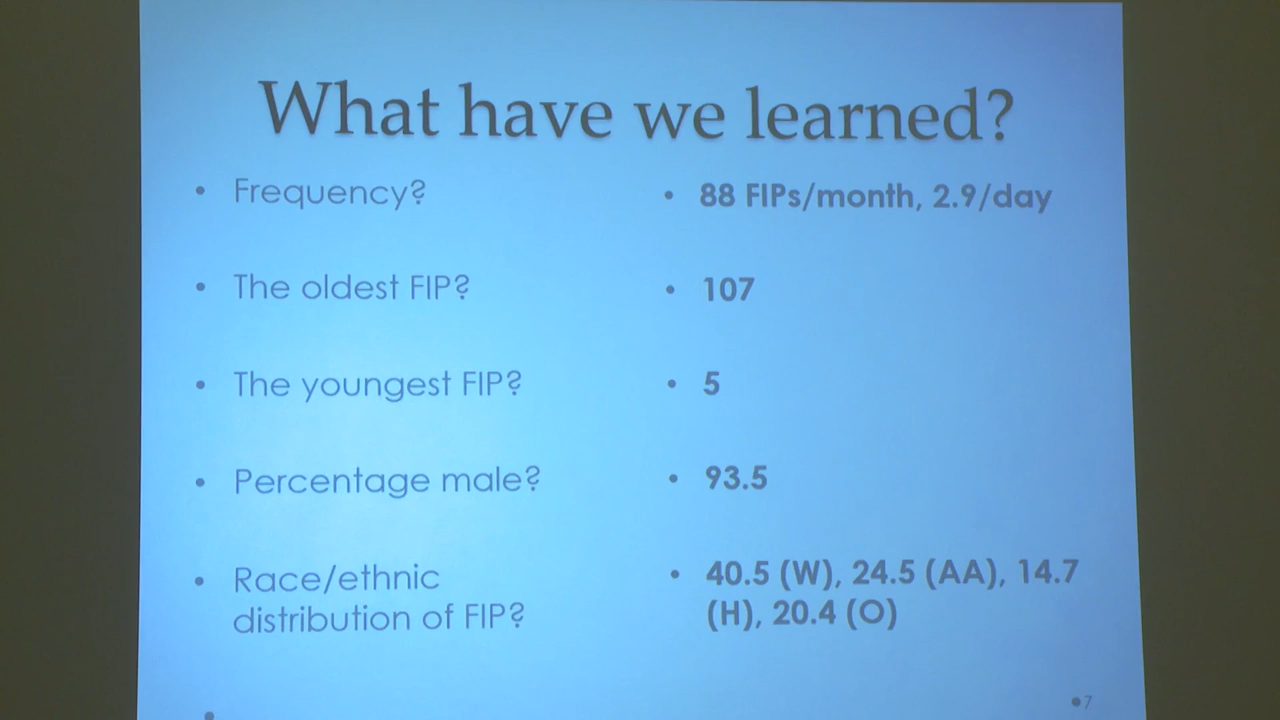 What have we learned?
• Frequency?
• 88 FIPs/month, 2.9/day
• The oldest FIP?
• 107
• The youngest FIP?
• 5
• Percentage male?
• 93.5
• Race/ethnic
distribution of FIP?
• 40.5 (W), 24.5 (AA), 14.7
(H), 20.4 (O)
•7